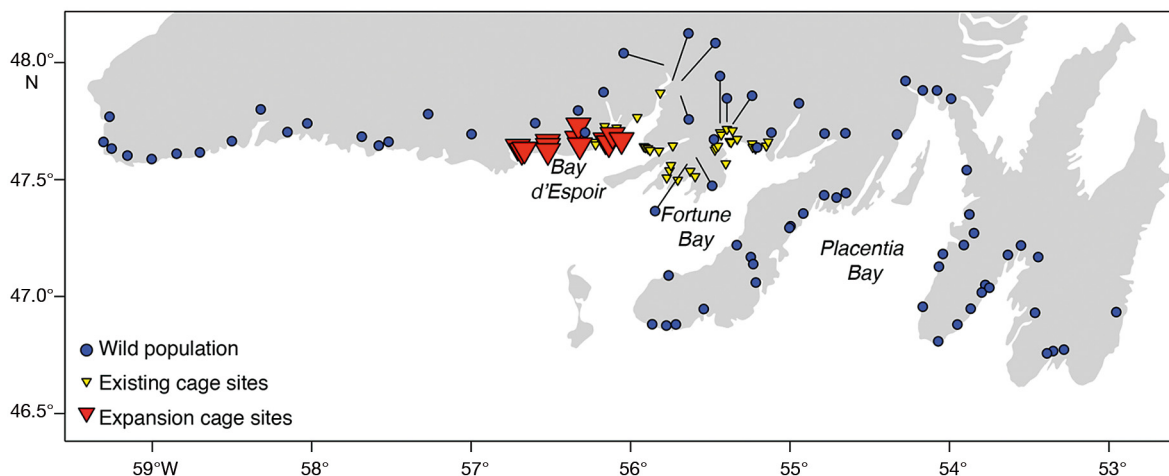 48.0°
N
47.5°
Bay
d'Espoir
Fortune
Bay
Placentia
Bay
47.0°
Wild population
Existing cage sites
Expansion cage sites
46.5°
59°W 58° 57° 56° 55° 54° 53°